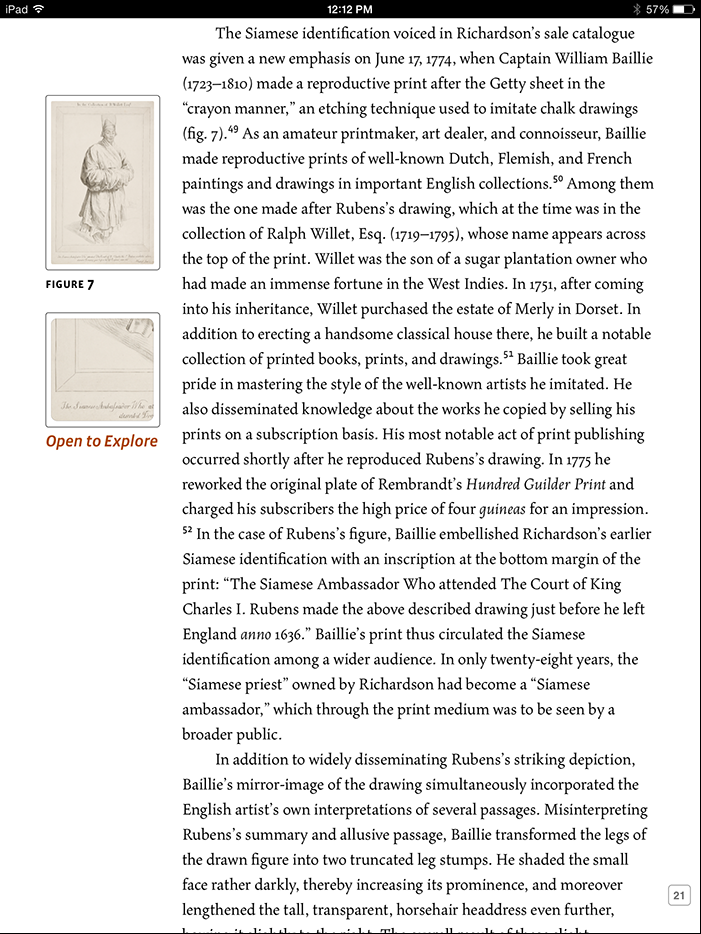 iPad
12:12 PM
57%
The Siamese identification voiced in Richardson’s sale catalogue
was given a new emphasis on June 17, 1774, when Captain William Baillie
(1723–1810) made a reproductive print after the Getty sheet in the
“crayon manner,” an etching technique used to imitate chalk drawings
(fig. 7).⁴⁹ As an amateur printmaker, art dealer, and connoisseur, Baillie
made reproductive prints of well-known Dutch, Flemish, and French
paintings and drawings in important English collections.⁵⁰ Among them
was the one made after Rubens’s drawing, which at the time was in the
collection of Ralph Willet, Esq. (1719–1795), whose name appears across
the top of the print. Willet was the son of a sugar plantation owner who
had made an immense fortune in the West Indies. In 1751, after coming
into his inheritance, Willet purchased the estate of Merly in Dorset. In
addition to erecting a handsome classical house there, he built a notable
collection of printed books, prints, and drawings.⁵¹ Baillie took great
pride in mastering the style of the well-known artists he imitated. He
also disseminated knowledge about the works he copied by selling his
prints on a subscription basis. His most notable act of print publishing
occurred shortly after he reproduced Rubens’s drawing. In 1775 he
reworked the original plate of Rembrandt’s Hundred Guilder Print and
charged his subscribers the high price of four guineas for an impression.
⁵² In the case of Rubens’s figure, Baillie embellished Richardson’s earlier
Siamese identification with an inscription at the bottom margin of the
print: “The Siamese Ambassador Who attended The Court of King
Charles I. Rubens made the above described drawing just before he left
England anno 1636.” Baillie’s print thus circulated the Siamese
identification among a wider audience. In only twenty-eight years, the
“Siamese priest” owned by Richardson had become a “Siamese
ambassador,” which through the print medium was to be seen by a
broader public.
In addition to widely disseminating Rubens’s striking depiction,
Baillie’s mirror-image of the drawing simultaneously incorporated the
English artist’s own interpretations of several passages. Misinterpreting
Rubens’s summary and allusive passage, Baillie transformed the legs of
the drawn figure into two truncated leg stumps. He shaded the small
face rather darkly, thereby increasing its prominence, and moreover
lengthened the tall, transparent, horsehair headdress even further,
FIGURE 7
The Siamese Ambassador Who
Open to Explore
21